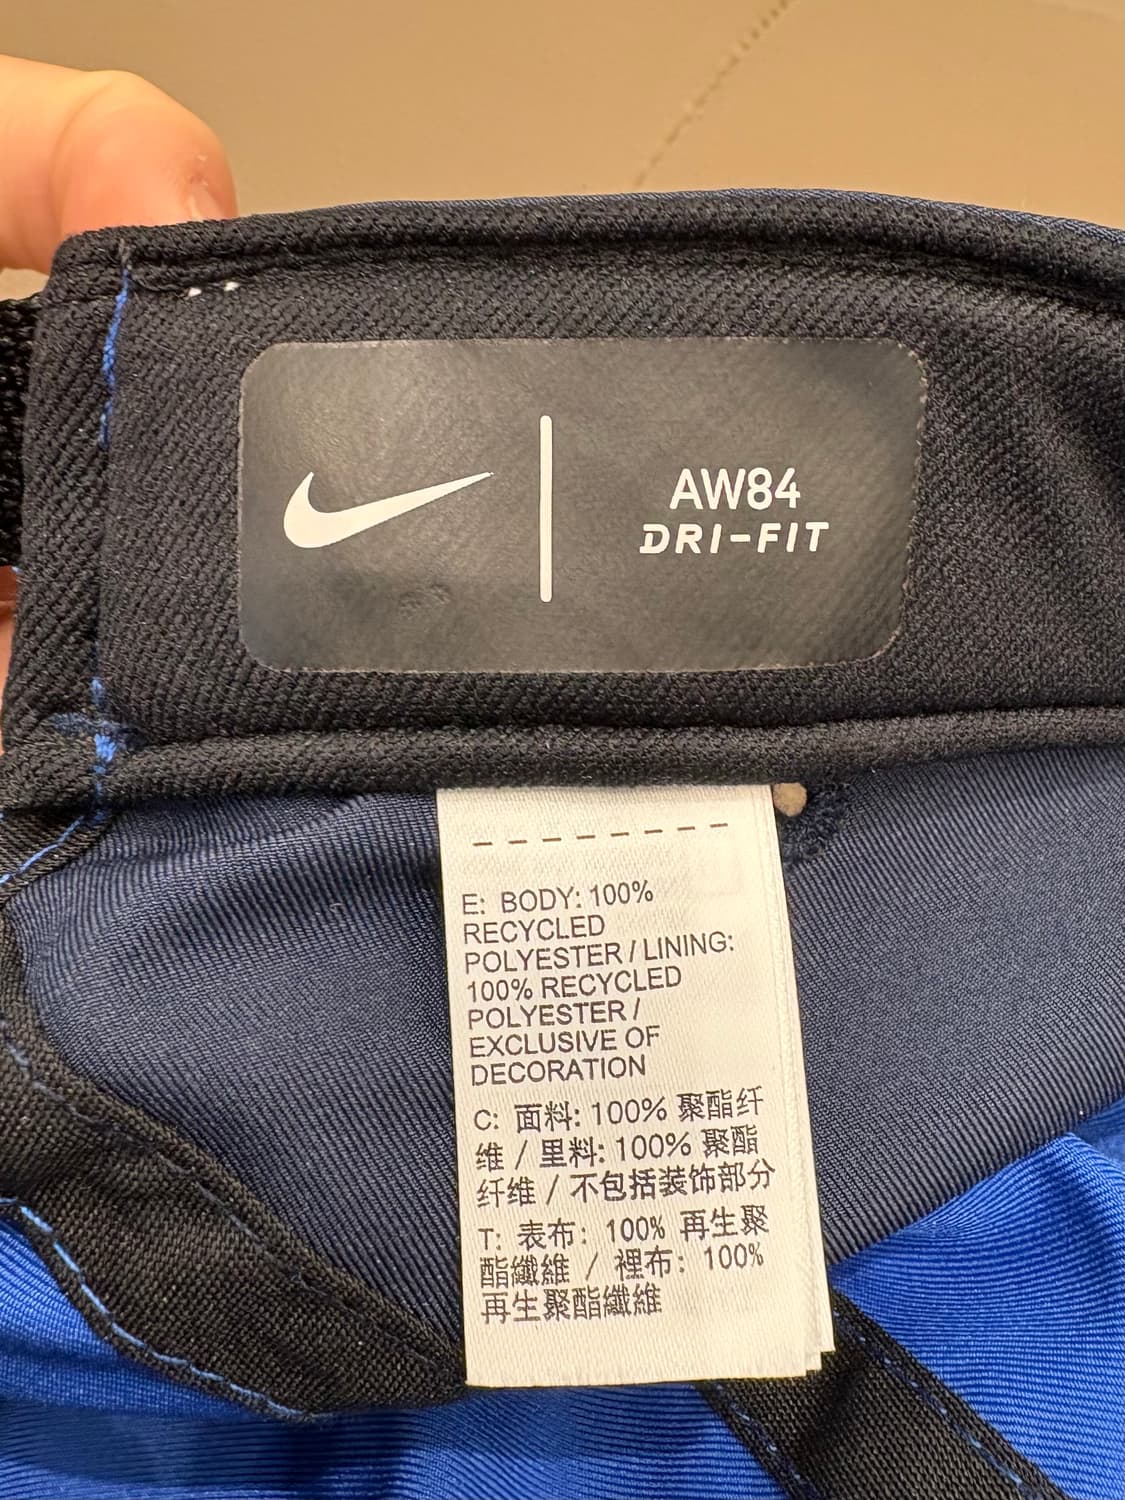 AW84
DRI-FIT
E: BODY: 100%
RECYCLED
POLYESTER / LINING:
100% RECYCLED
POLYESTER /
EXCLUSIVE OF
DECORATION
C: 面料: 100% 聚酯纤
维 / 里料: 100% 聚酯
纤维 / 不包括装饰部分
T: 表布: 100% 再生聚
酯纖維 / 裡布: 100%
再生聚酯纖維